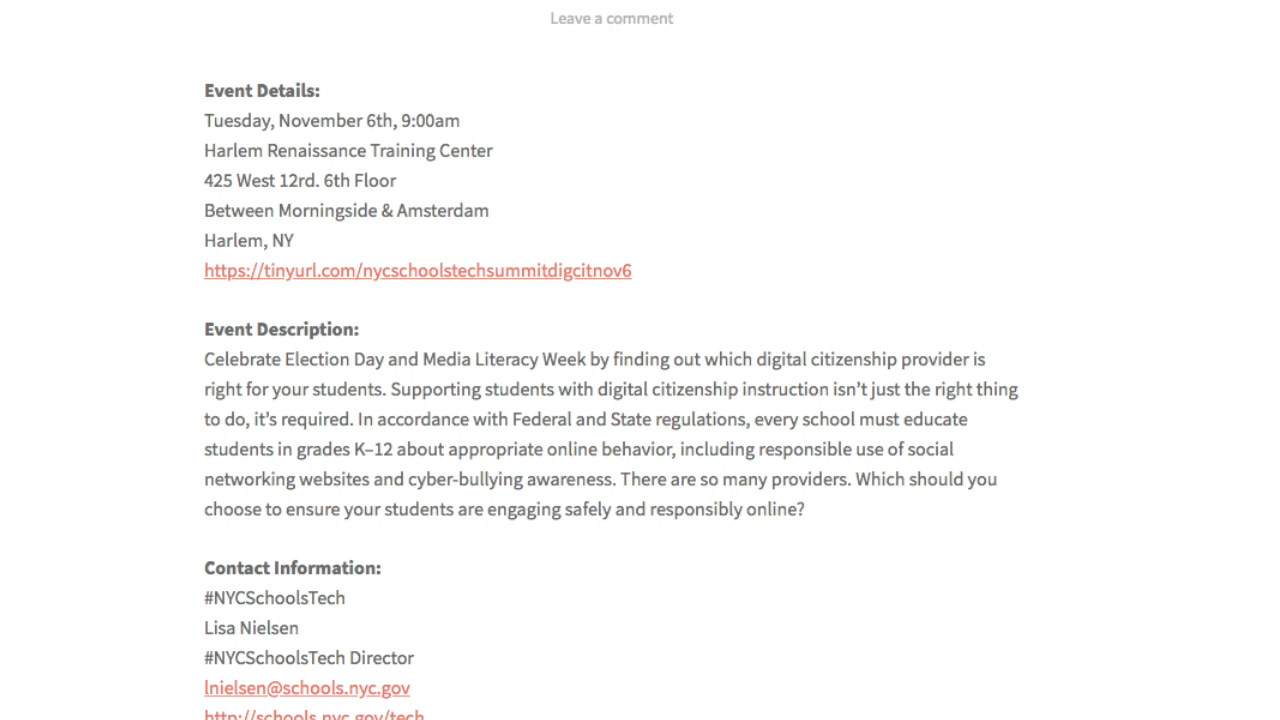 Leave a comment
Event Details:
Tuesday, November 6th, 9:00am
Harlem Renaissance Training Center
425 West 12rd. 6th Floor
Between Morningside & Amsterdam
Harlem, NY
https://tinyurl.com/nycschoolstechsummitdigcitnov6
Event Description:
Celebrate Election Day and Media Literacy Week by finding out which digital citizenship provider is
right for your students. Supporting students with digital citizenship instruction isn’t just the right thing
to do, it’s required. In accordance with Federal and State regulations, every school must educate
students in grades K–12 about appropriate online behavior, including responsible use of social
networking websites and cyber-bullying awareness. There are so many providers. Which should you
choose to ensure your students are engaging safely and responsibly online?
Contact Information:
#NYCSchoolsTech
Lisa Nielsen
#NYCSchoolsTech Director
lnielsen@schools.nyc.gov
http://schools.nyc.gov/tech